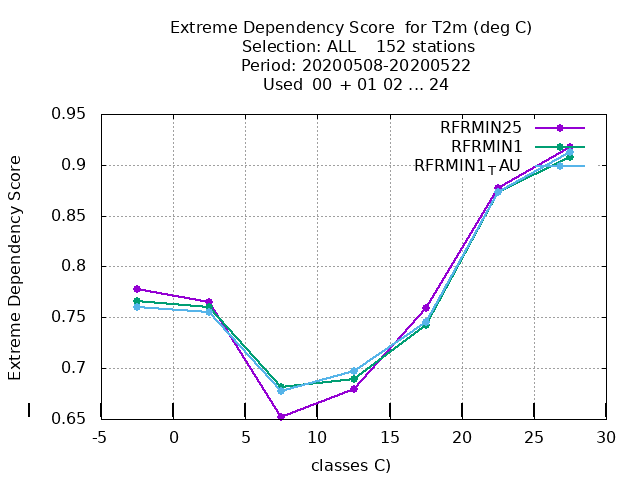 Extreme Dependency Score for T2m (deg C)
Selection: ALL 152 stations
Period: 20200508-20200522
Used 00 + 01 02 ... 24
0.95
0.9
0.85
0.8
0.75
0.7
0.65
Extreme Dependency Score
RFRMIN25
RFRMIN1
RFRMIN1_TAU
-5
0
5
10
15
20
25
30
classes C)